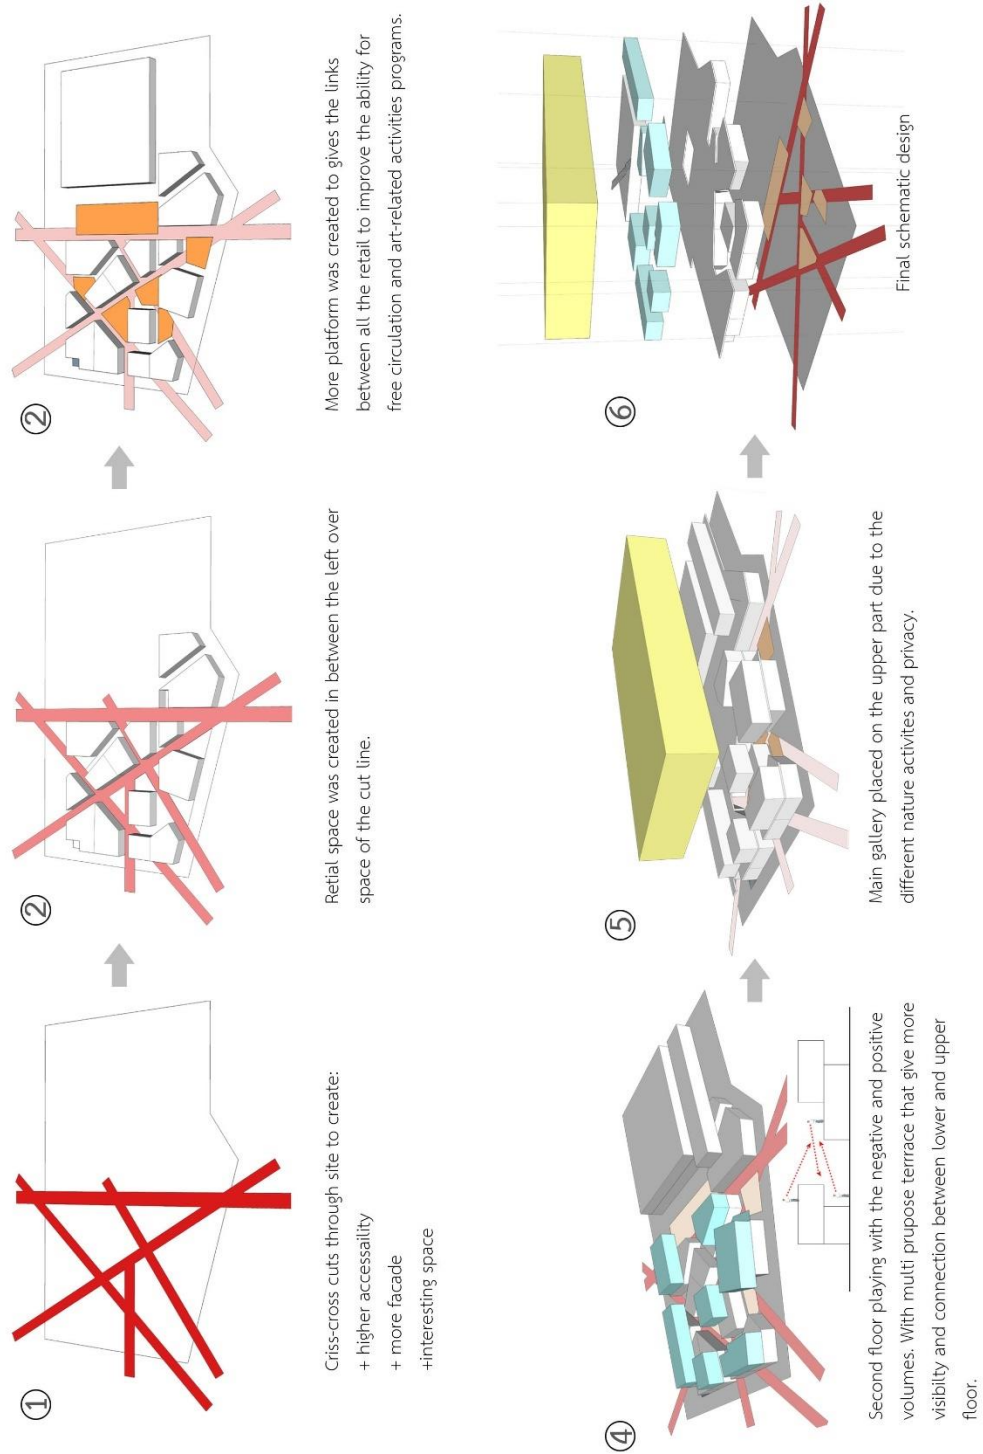 ①
Criss-cross cuts through site to create:
+ higher accessaility
+ more facade
+interesting space
②
Retial space was created in between the left over
space of the cut line.
②
More platform was created to gives the links
between all the retail to improve the ability for
free circulation and art-related activities programs.
④
Second floor playing with the negative and positive
volumes. With multi prupose terrrace that give more
visibilty and connection between lower and upper
floor.
⑤
Main gallery placed on the upper part due to the
different nature activites and privacy.
⑥
Final schematic design